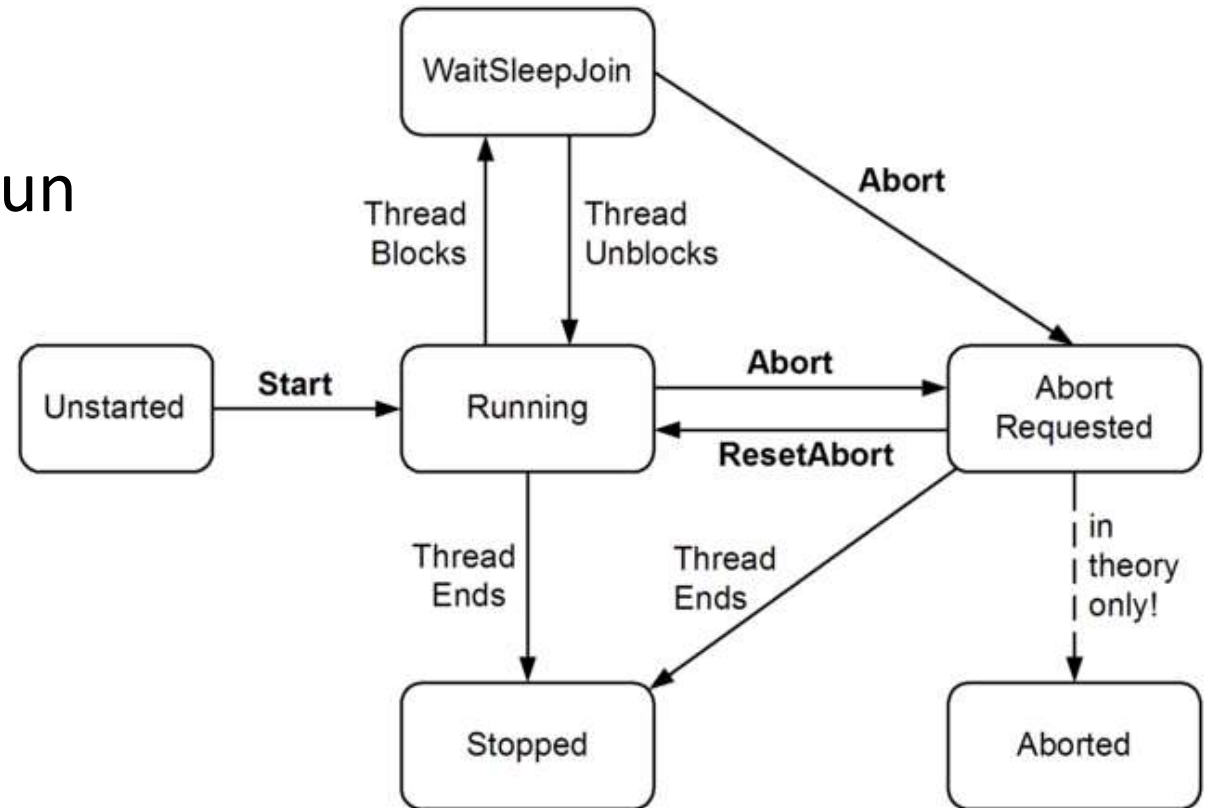 WaitSleepJoin
un
Abort
Thread
Blocks
Thread
Unblocks
Unstarted
Start
Running
Abort
ResetAbort
Abort
Requested
Thread
Ends
Thread
Ends
in
theory
only!
Stopped
Aborted